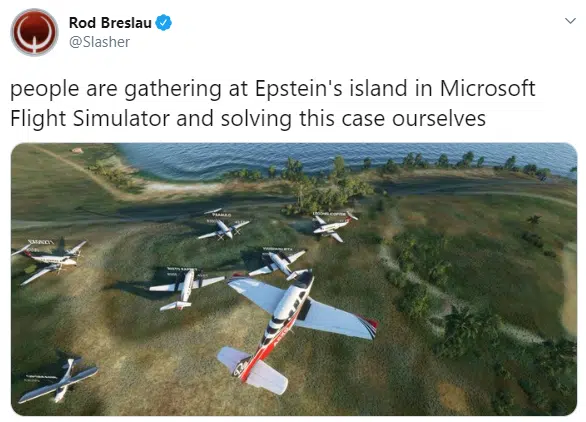 Rod Breslau
@Slasher
people are gathering at Epstein's island in Microsoft
Flight Simulator and solving this case ourselves